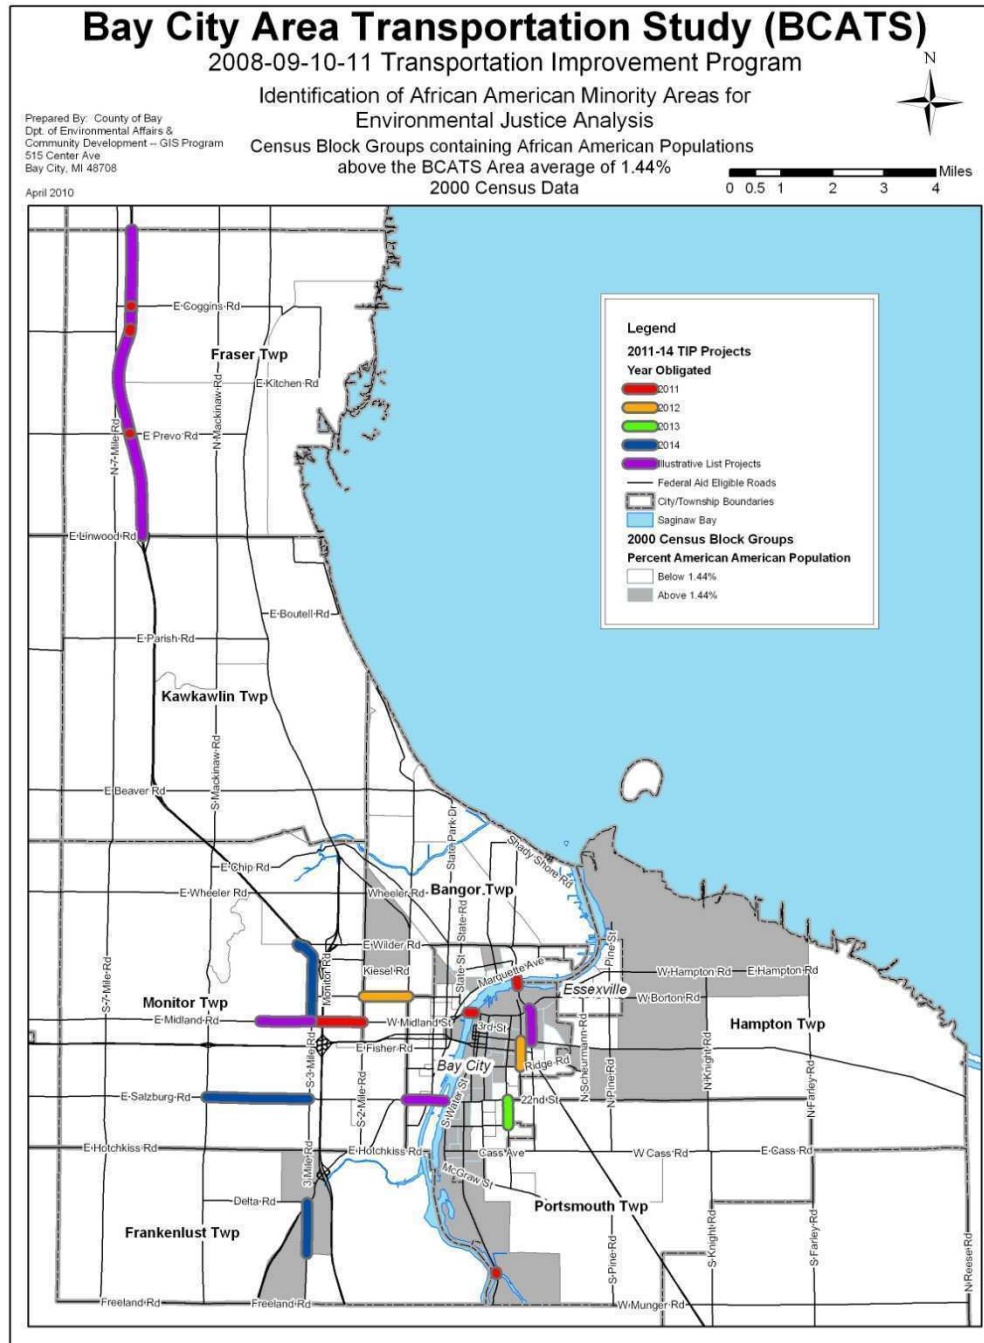 Bay City Area Transportation Study (BCATS)
2008-09-10-11 Transportation Improvement Program
Identification of African American Minority Areas for
Environmental Justice Analysis
Census Block Groups containing African American Populations
above the BCATS Area average of 1.44%
2000 Census Data
Prepared By: County of Bay
Dpt. of Environmental Affairs &
Community Development -- GIS Program
515 Center Ave
Bay City, MI 48708
April 2010
N
Miles
0 0.5 1 2 3 4
Legend
2011-14 TIP Projects
Year Obligated
2011
2012
2013
2014
Illustrative List Projects
Federal Aid Eligible Roads
City/Township Boundaries
Saginaw Bay
2000 Census Block Groups
Percent American American Population
Below 1.44%
Above 1.44%
E Coggins Rd
Fraser Twp
E Kitchen Rd
N Mackinaw Rd
N 7-Mile Rd
E Prevo Rd
E Linwood Rd
E Boutell Rd
E Parish Rd
Kawkawlin Twp
S Mackinaw Rd
E Beaver Rd
State Park Dr
Shady Shore Rd
E Chip Rd
E Wheeler Rd
Wheeler Rd
Bangor Twp
State Rd
E Wilder Rd
Pine St
Kiesel Rd
State St
Marquette Ave
W Hampton Rd
E Hampton Rd
S-7-Mile Rd
Monitor Rd
Essexville
W Borton Rd
Monitor Twp
E Midland Rd
W Midland St
3rd St
Hampton Twp
E Fisher Rd
Bay City
Ridge Rd
N Scheurmann Rd
N Pine Rd
N Knight Rd
N Farley Rd
S-3-Mile Rd
S-2-Mile Rd
E Salzburg Rd
S Water St
22nd St
E Hotchkiss Rd
E Hotchkiss Rd
Cass Ave
W Cass Rd
E Cass Rd
3 Mile Rd
McGraw St
Delta Rd
Portsmouth Twp
Frankenlust Twp
S Pine Rd
S Knight Rd
S Farley Rd
N Reese Rd
Freeland Rd
Freeland Rd
W Munger Rd